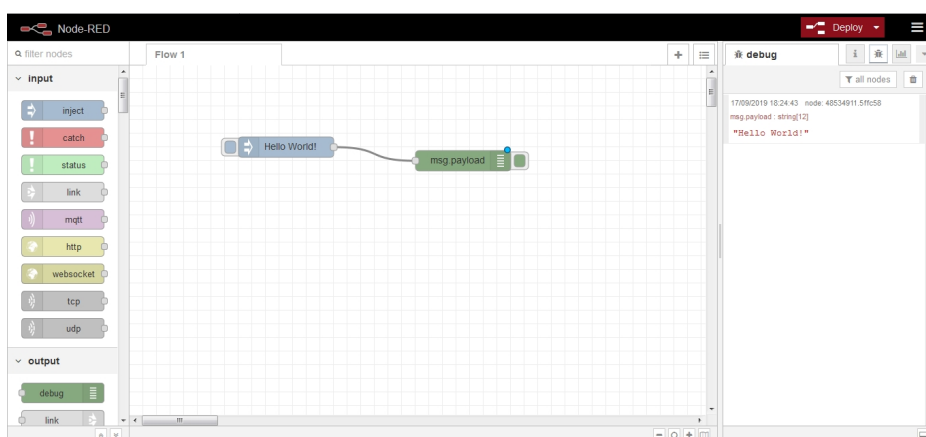 Node-RED
Deploy
filter nodes
Flow 1
debug
i
all nodes
input
inject
catch
status
link
mqtt
http
websocket
tcp
udp
output
debug
link
Hello World!
msg.payload
17/09/2019 18:24:43 node: 48534911.5ffc58
msg.payload : string[12]
"Hello World!"